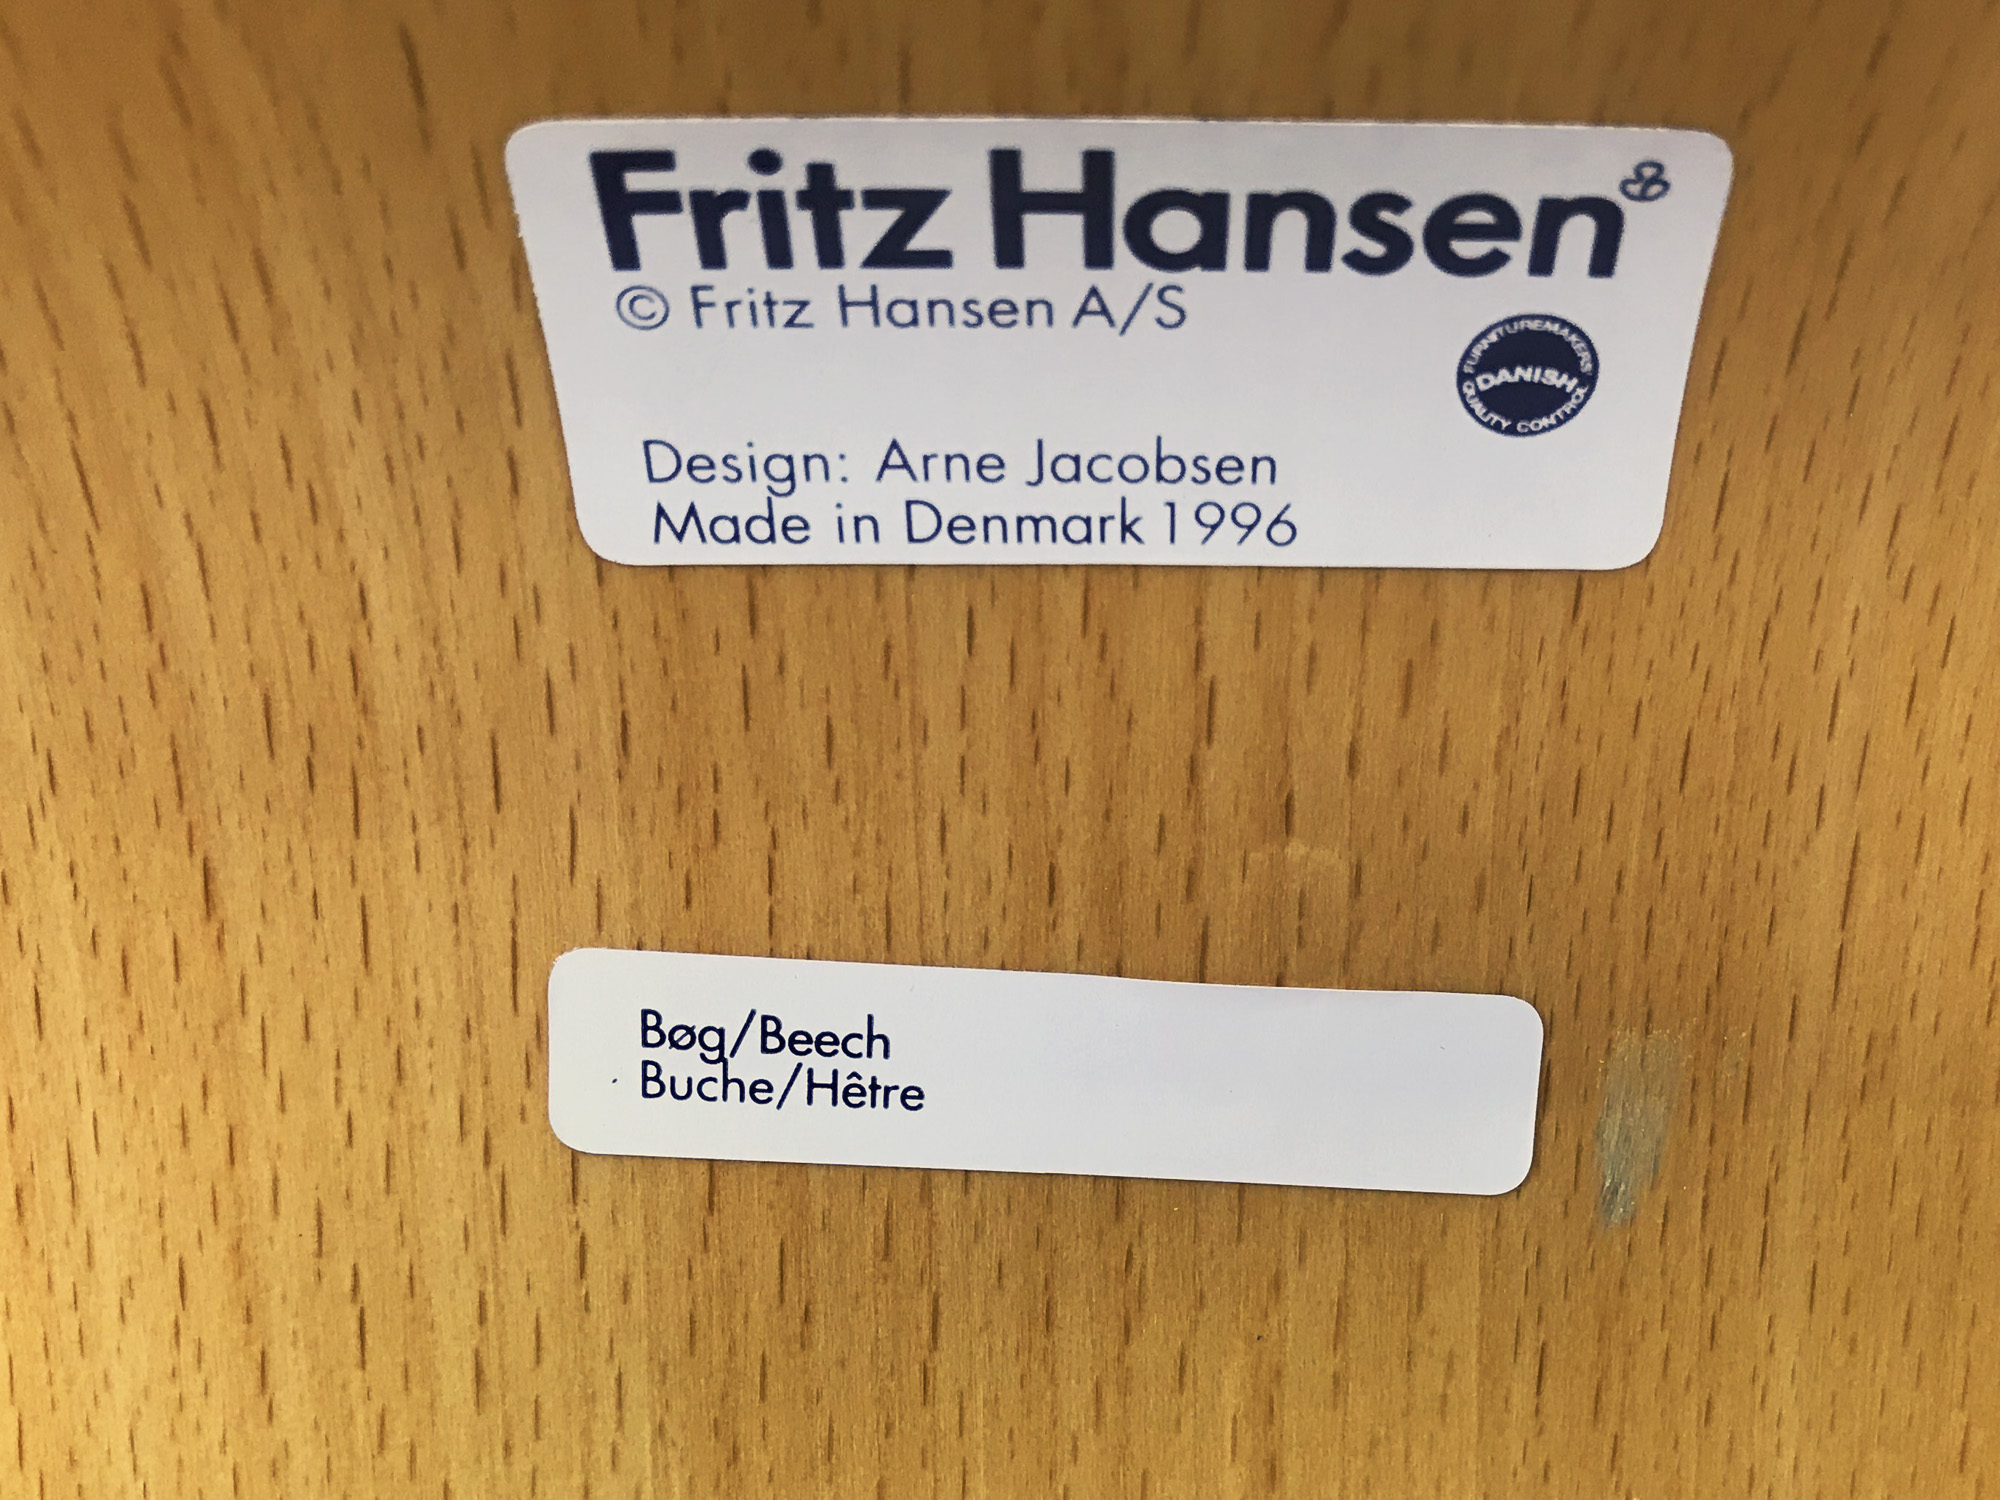 Fritz Hansen
© Fritz Hansen A/S
FURNITUREMAKERS'
DANISH
QUALITY CONTROL
Design: Arne Jacobsen
Made in Denmark 1996
Bøg/Beech
Buche/Hêtre